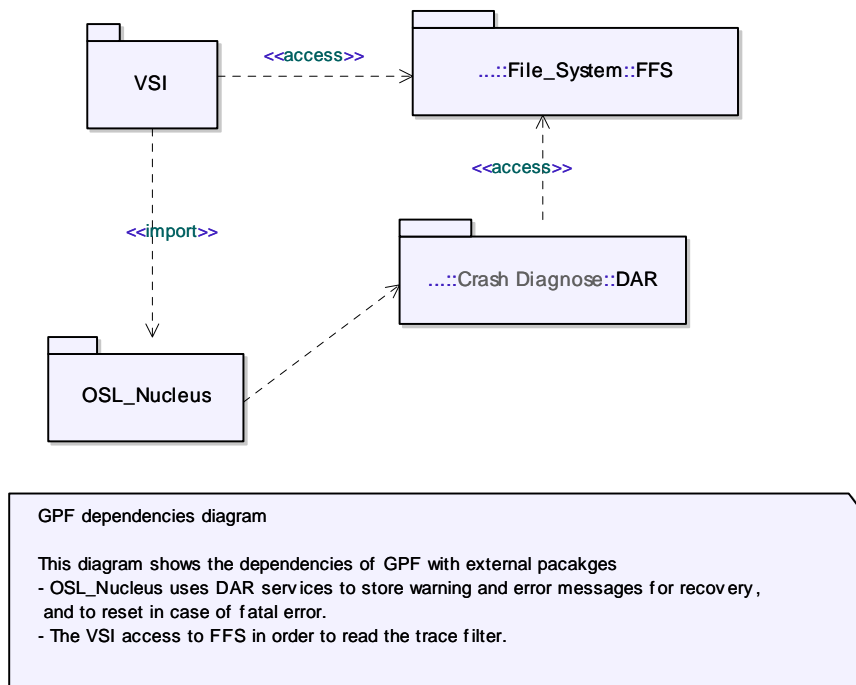 <<access>>
VSI
...::File_System::FFS
<<access>>
<<import>>
...::Crash Diagnose::DAR
OSL_Nucleus
GPF dependencies diagram
This diagram shows the dependencies of GPF with external pacakges
- OSL_Nucleus uses DAR services to store warning and error messages for recovery,
and to reset in case of fatal error.
- The VSI access to FFS in order to read the trace filter.